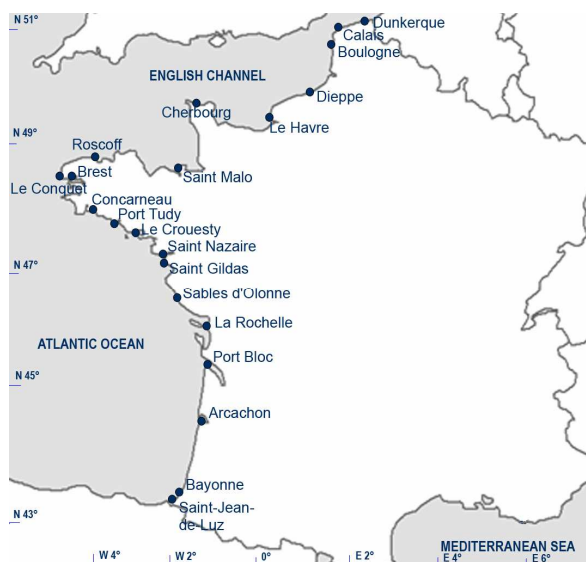 N 51°
Dunkerque
Calais
Boulogne
ENGLISH CHANNEL
Dieppe
Cherbourg
Le Havre
N 49°
Roscoff
Brest
Saint Malo
Le Conquet
Concarneau
Port Tudy
Le Crouesty
Saint Nazaire
Saint Gildas
N 47°
Sables d'Olonne
La Rochelle
ATLANTIC OCEAN
Port Bloc
N 45°
Arcachon
Bayonne
Saint-Jean-
de-Luz
N 43°
MEDITERRANEAN SEA
W 4°
W 2°
0°
E 2°
E 4°
E 6°